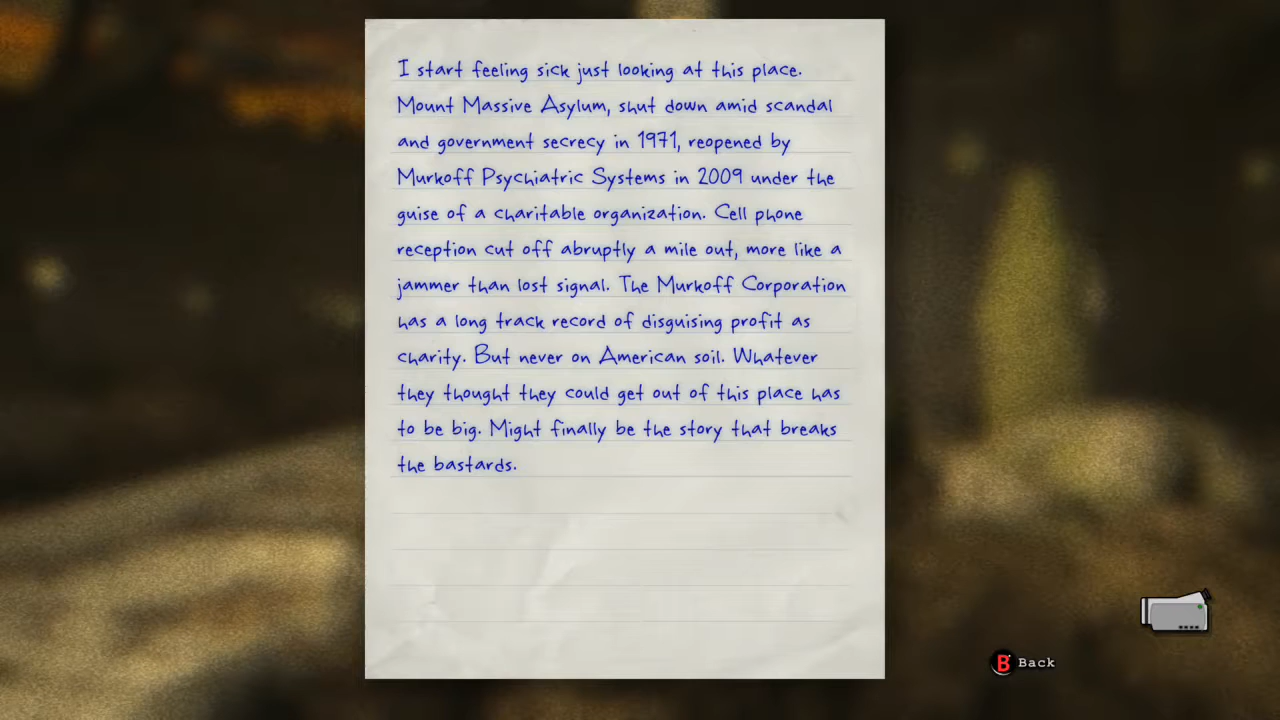 I start feeling sick just looking at this place.
Mount Massive Asylum, shut down amid scandal
and government secrecy in 1971, reopened by
Murkoff Psychiatric Systems in 2009 under the
guise of a charitable organization. Cell phone
reception cut off abruptly a mile out, more like a
jammer than lost signal. The Murkoff Corporation
has a long track record of disguising profit as
charity. But never on American soil. Whatever
they thought they could get out of this place has
to be big. Might finally be the story that breaks
the bastards.
B Back